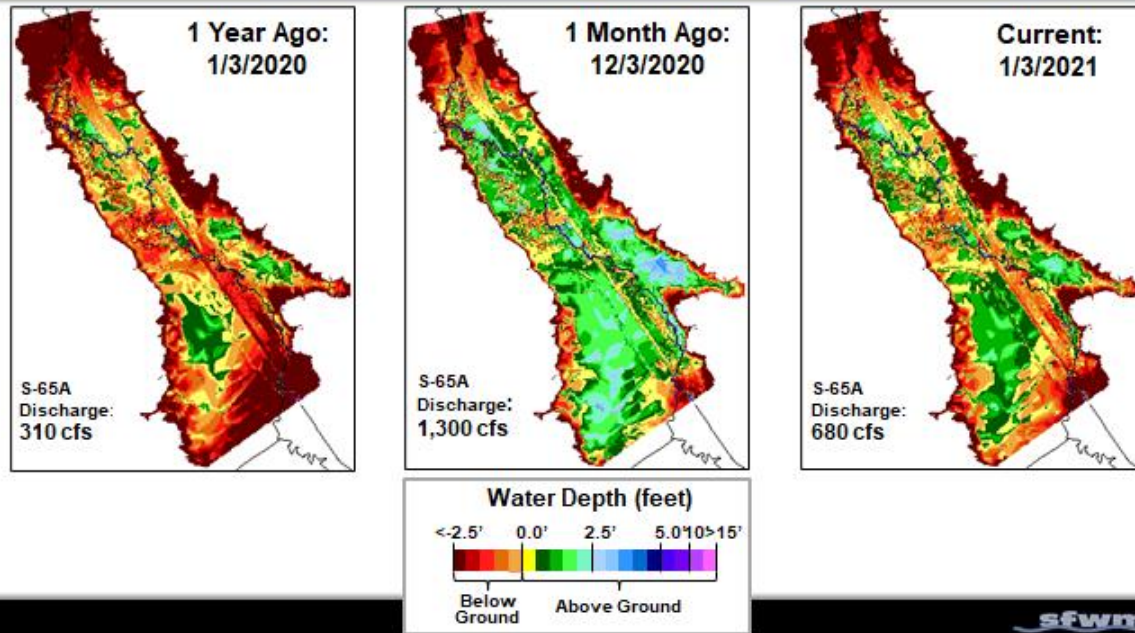 1 Year Ago:
1/3/2020
S-65A
Discharge:
310 cfs
1 Month Ago:
12/3/2020
S-65A
Discharge:
1,300 cfs
Current:
1/3/2021
S-65A
Discharge:
680 cfs
Water Depth (feet)
<-2.5' 0.0' 2.5' 5.0'10>15'
Below
Ground
Above Ground